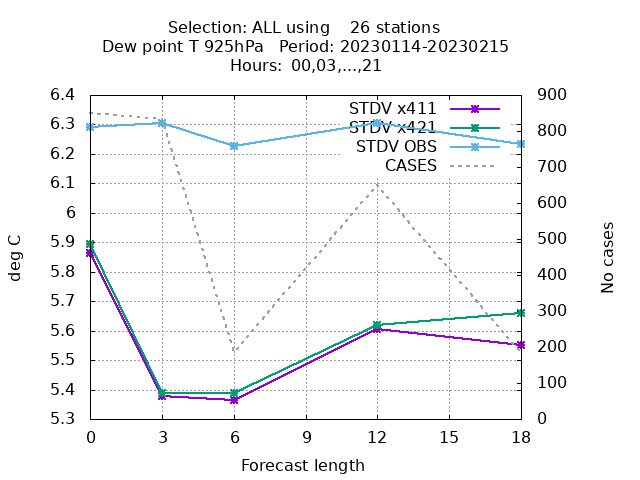 Selection: ALL using    26 stations
Dew point T 925hPa   Period: 20230114-20230215
Hours:  00,03,...,21
6.4
6.3
6.2
6.1
6
5.9
5.8
5.7
5.6
5.5
5.4
5.3
deg C
STDV x411
STDV x421
STDV OBS
CASES
900
800
700
600
500
400
300
200
100
0
No cases
0 3 6 9 12 15 18
Forecast length